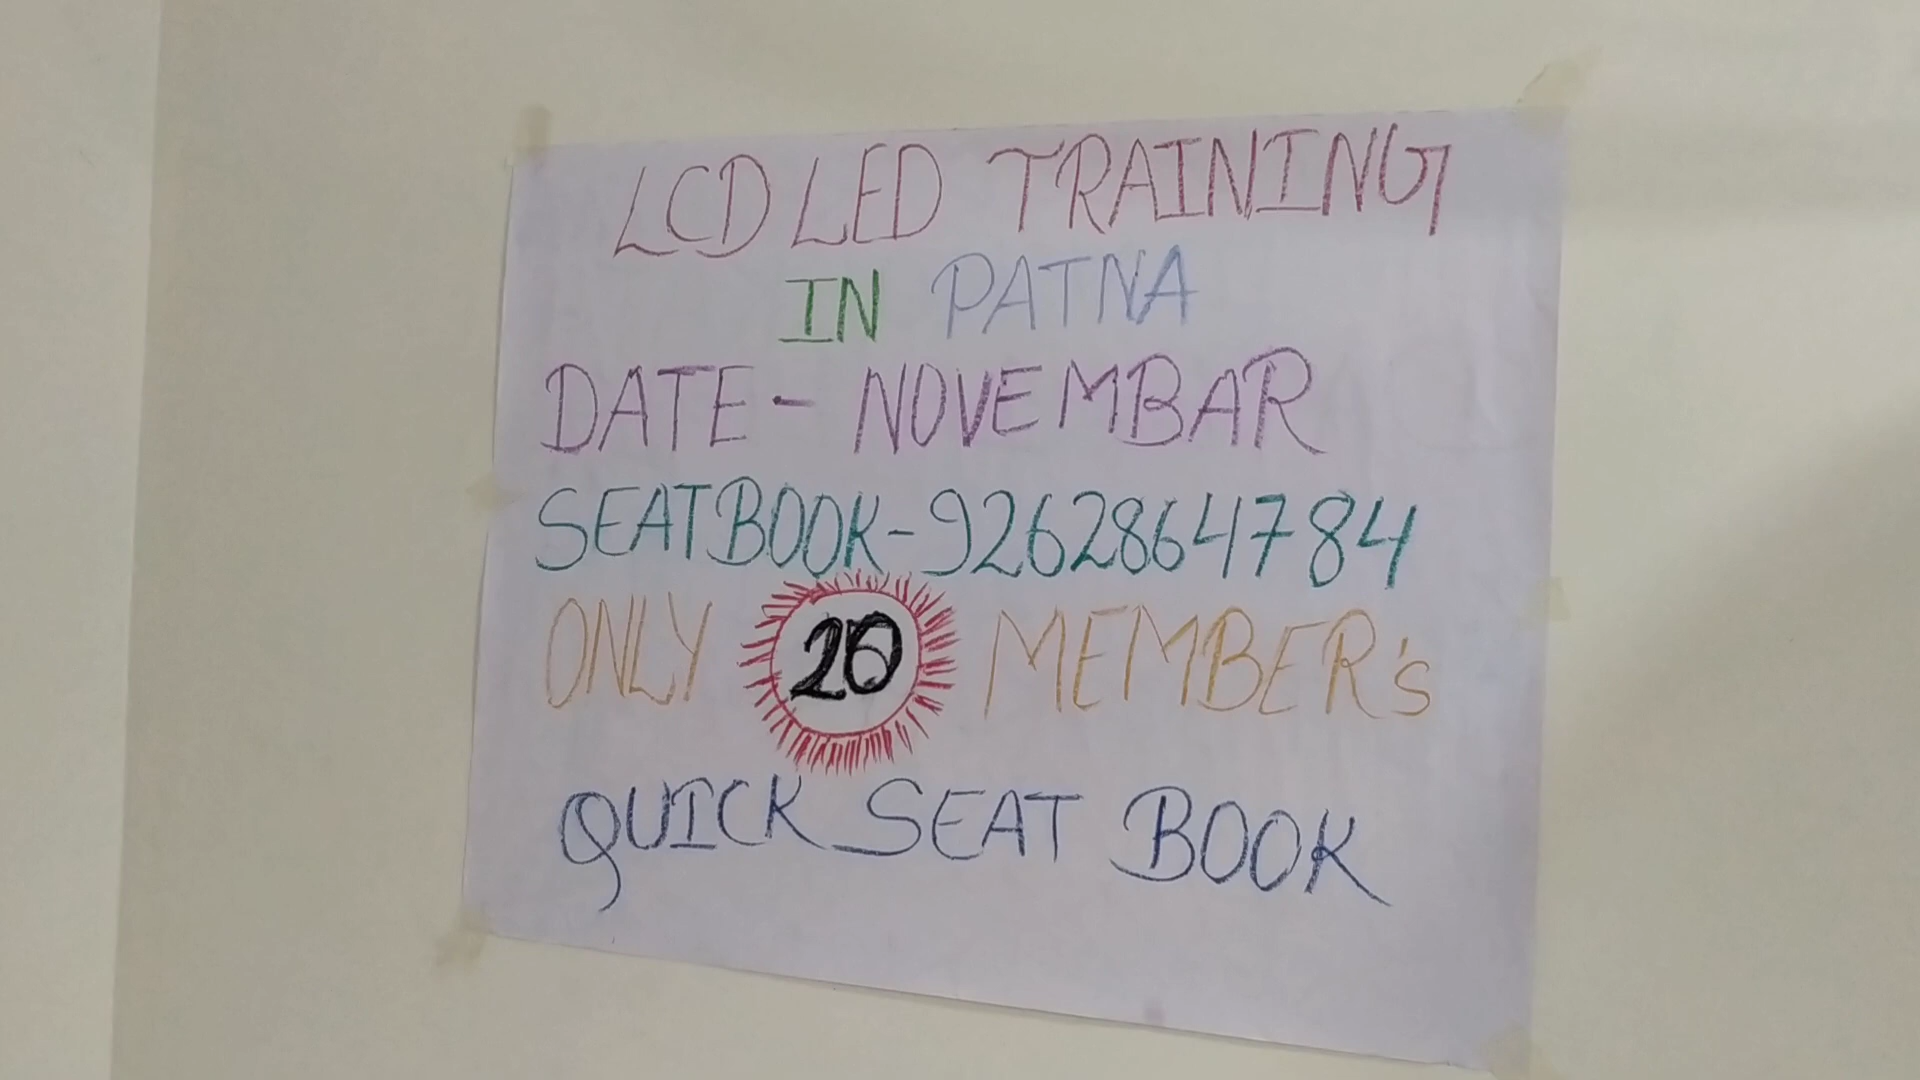 LCD LED TRAINING
IN PATNA
DATE - NOVEMBAR
SEATBOOK-9262864784
ONLY 20 MEMBER's
QUICK SEAT BOOK